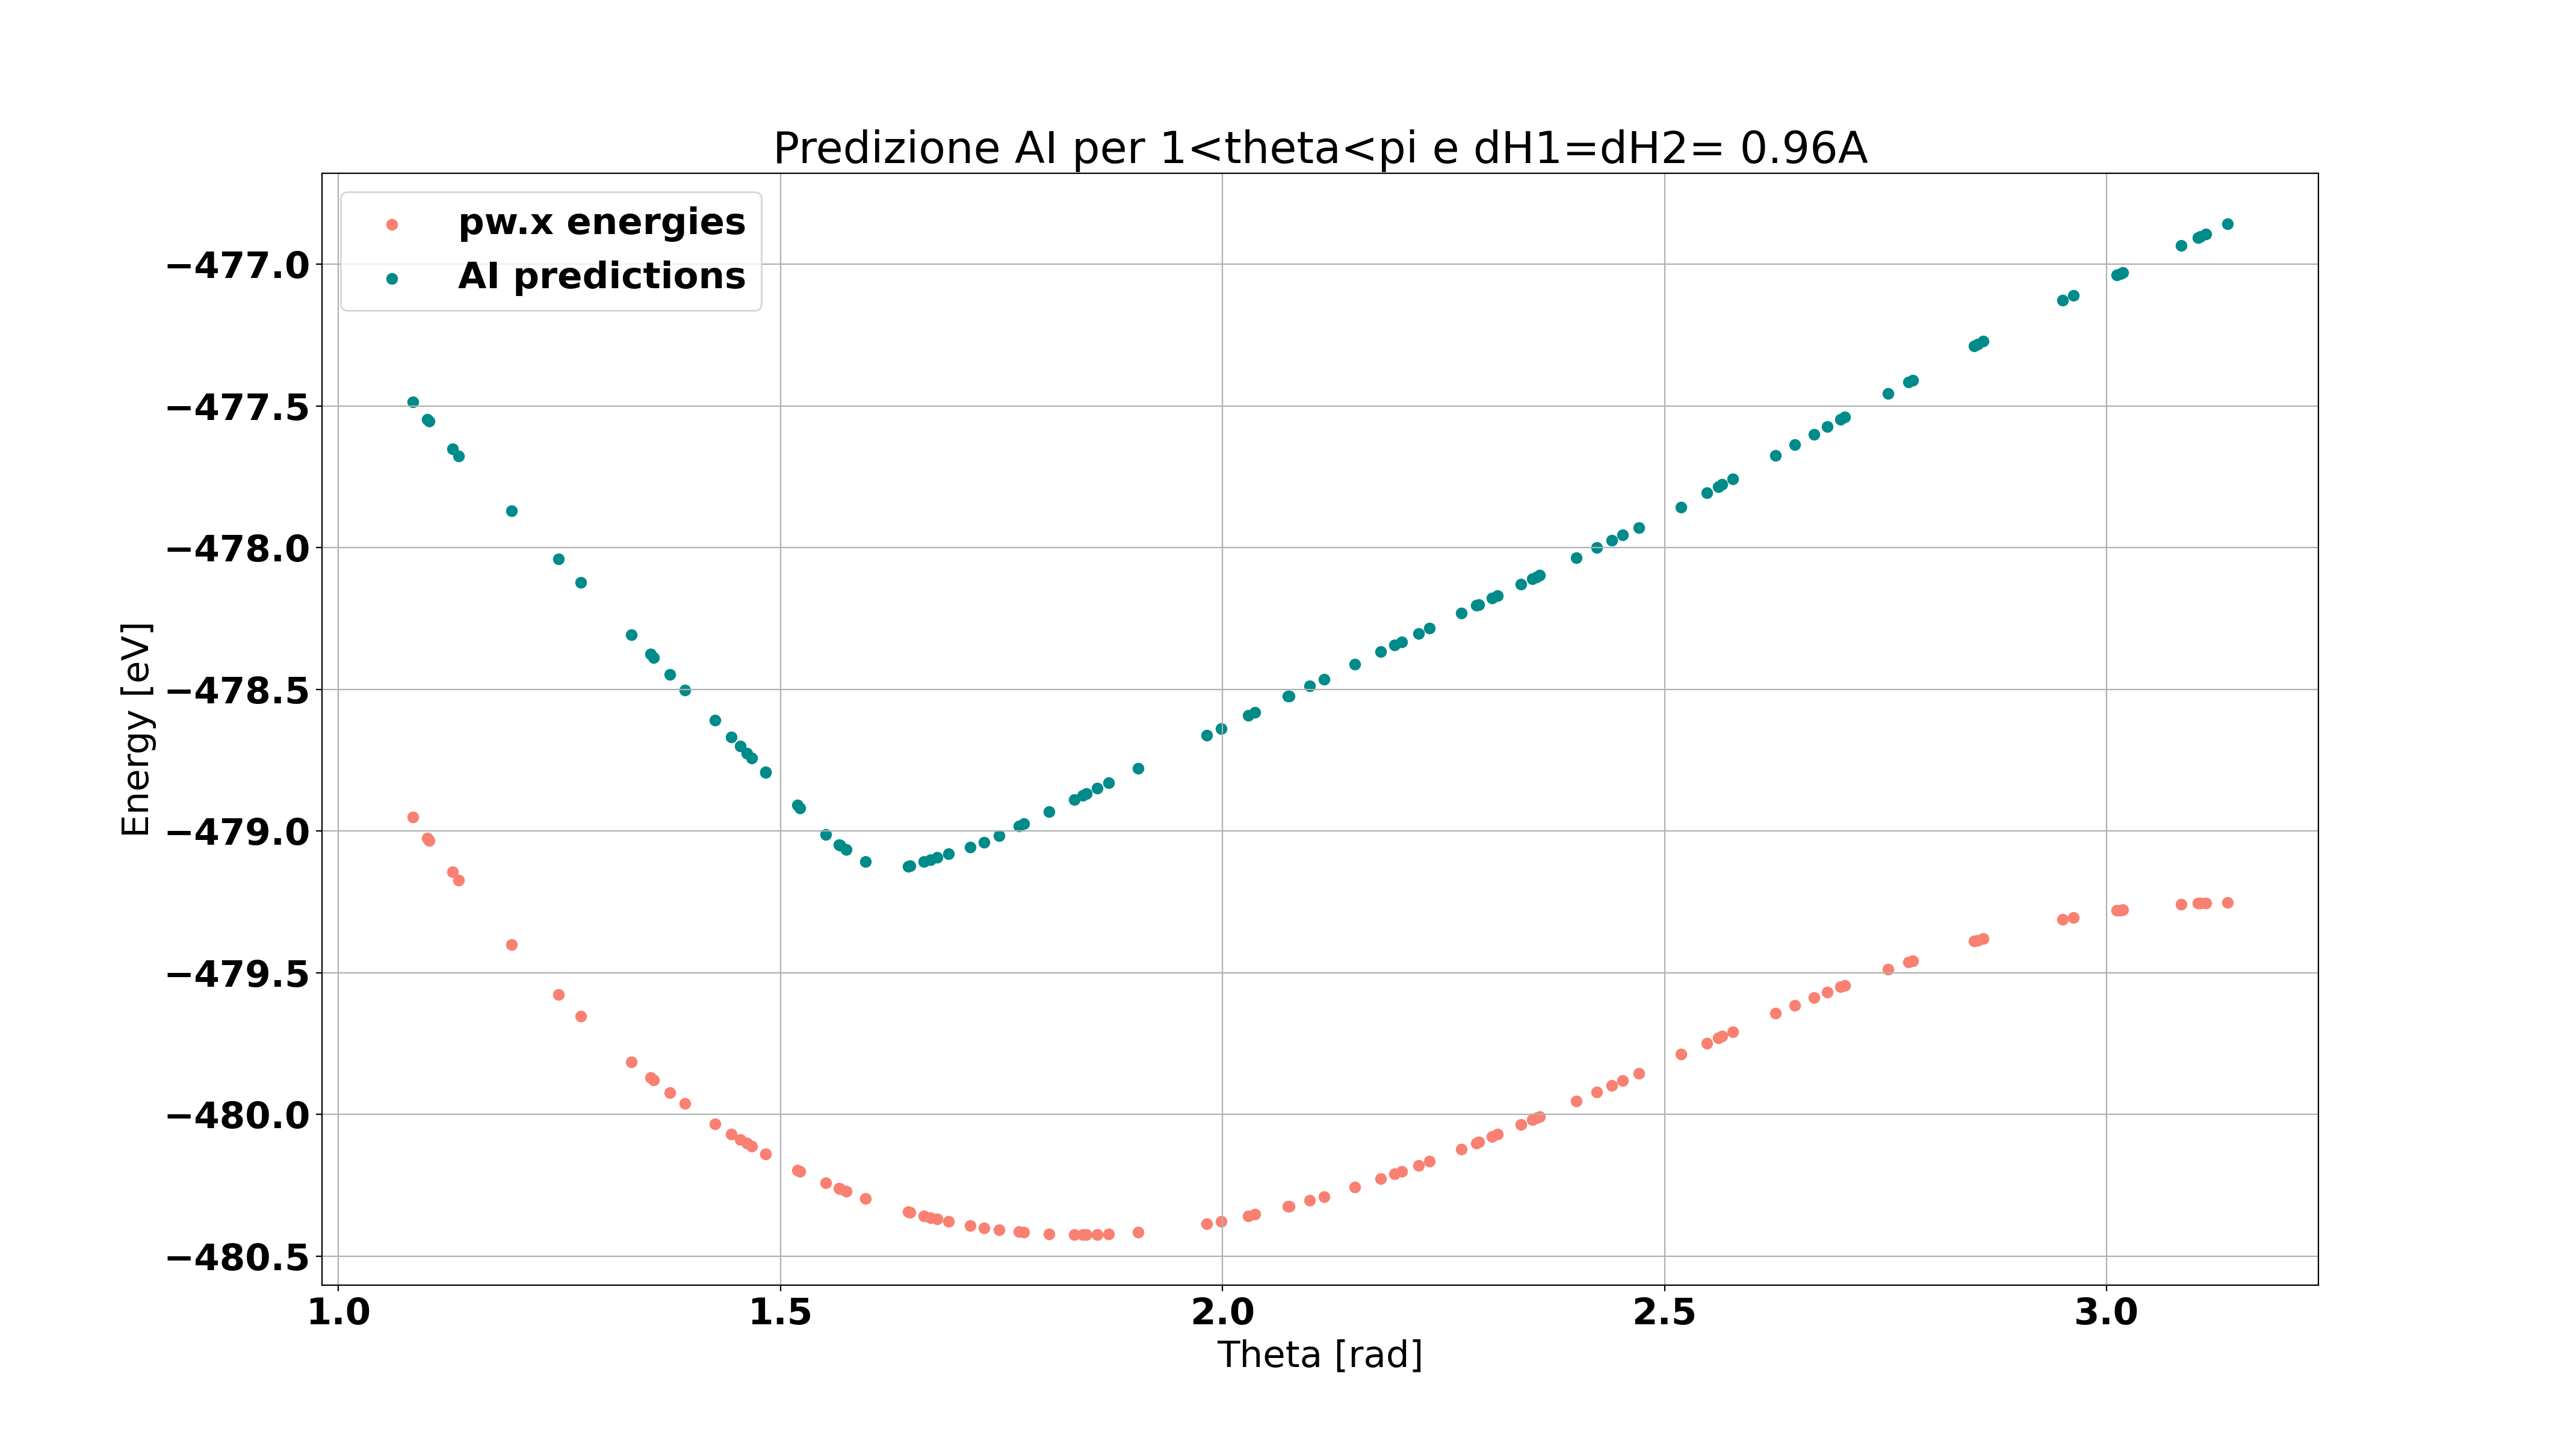 Predizione AI per 1<theta<pi e dH1=dH2= 0.96A
pw.x energies
AI predictions
−477.0
−477.5
−478.0
−478.5
−479.0
−479.5
−480.0
−480.5
Energy [eV]
1.0 1.5 2.0 2.5 3.0
Theta [rad]